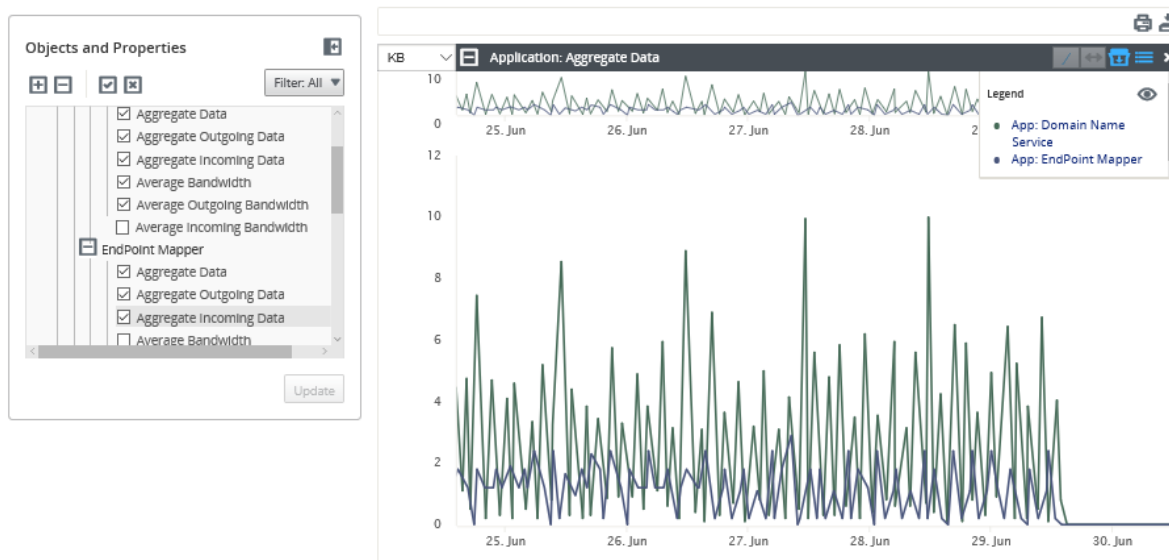 Objects and Properties
Filter: All
Aggregate Data
Aggregate Outgoing Data
Aggregate Incoming Data
Average Bandwidth
Average Outgoing Bandwidth
Average Incoming Bandwidth
EndPoint Mapper
Aggregate Data
Aggregate Outgoing Data
Aggregate Incoming Data
Average Bandwidth
Update
KB
Application: Aggregate Data
10
0
25. Jun
26. Jun
27. Jun
28. Jun
2
Legend
App: Domain Name
Service
App: EndPoint Mapper
12
10
8
6
4
2
0
25. Jun
26. Jun
27. Jun
28. Jun
29. Jun
30. Jun